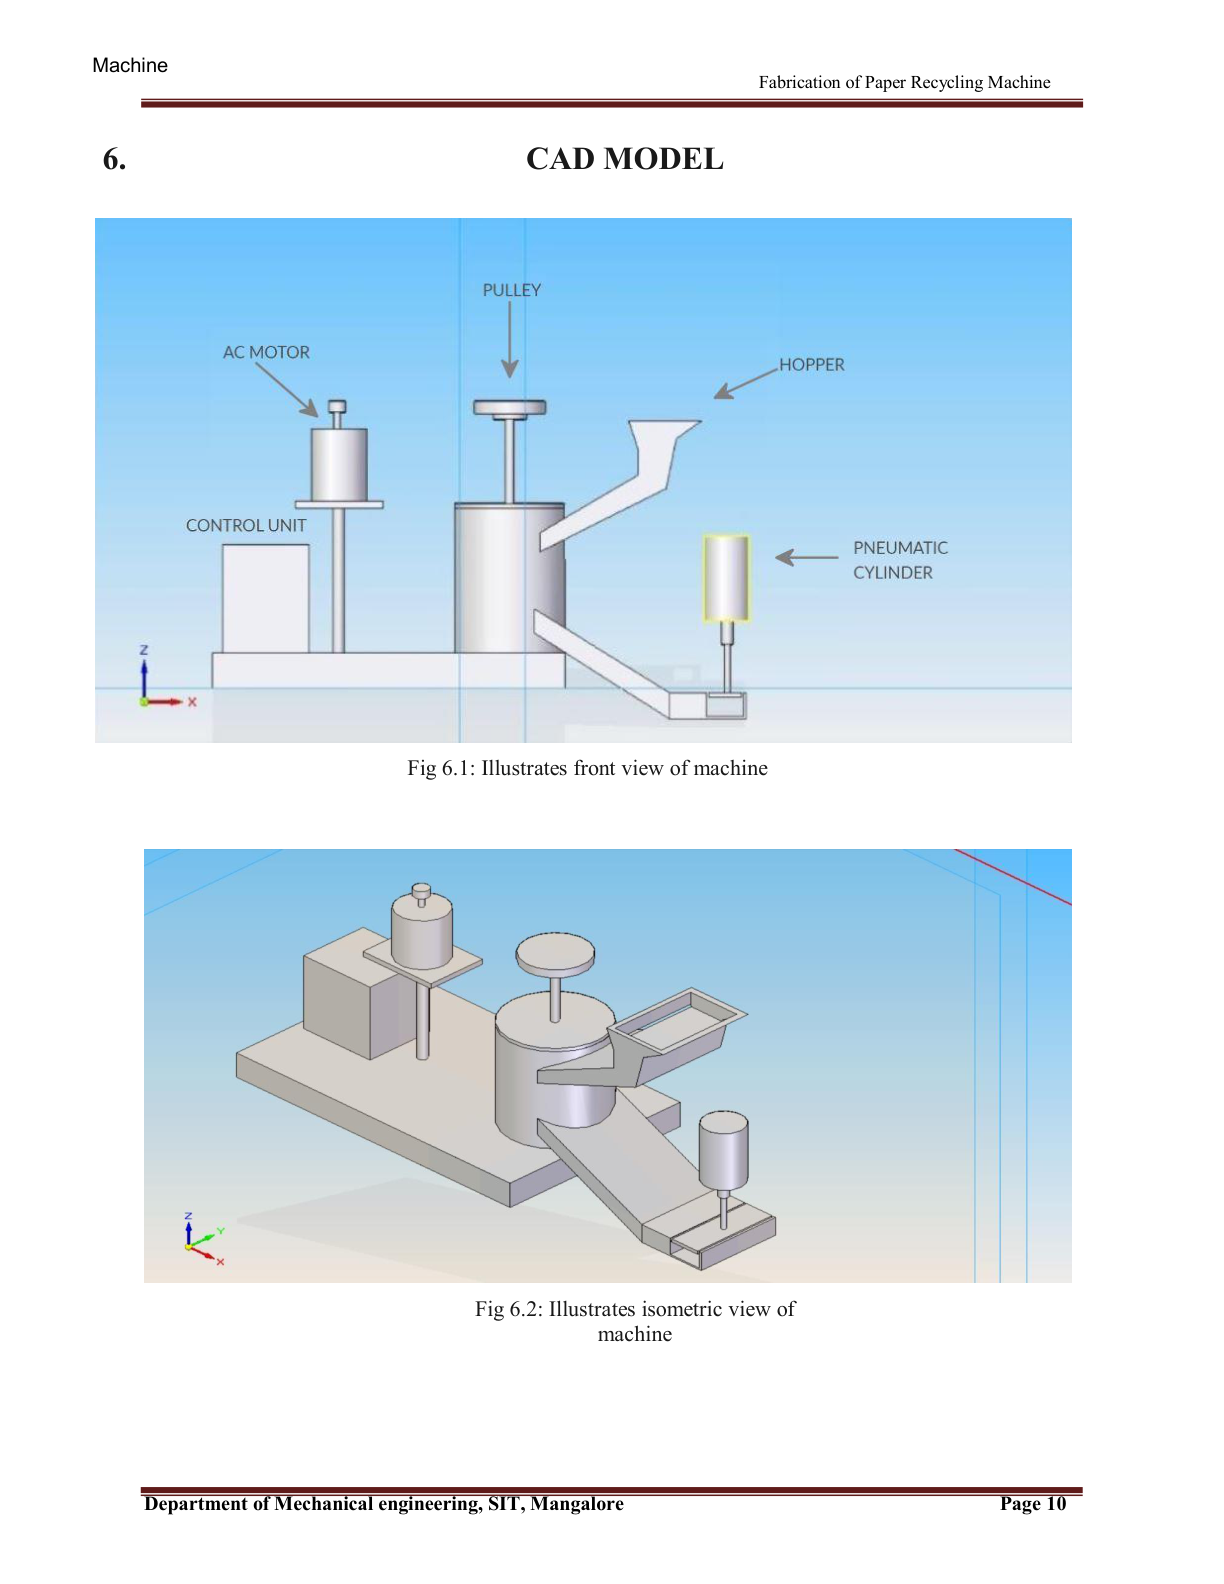 Machine
Fabrication of Paper Recycling Machine
6. CAD MODEL
PULLEY
AC MOTOR
HOPPER
CONTROL UNIT
PNEUMATIC
CYLINDER
Z
X
Fig 6.1: Illustrates front view of machine
Z
Y
X
Fig 6.2: Illustrates isometric view of
machine
Department of Mechanical engineering, SIT, Mangalore Page 10